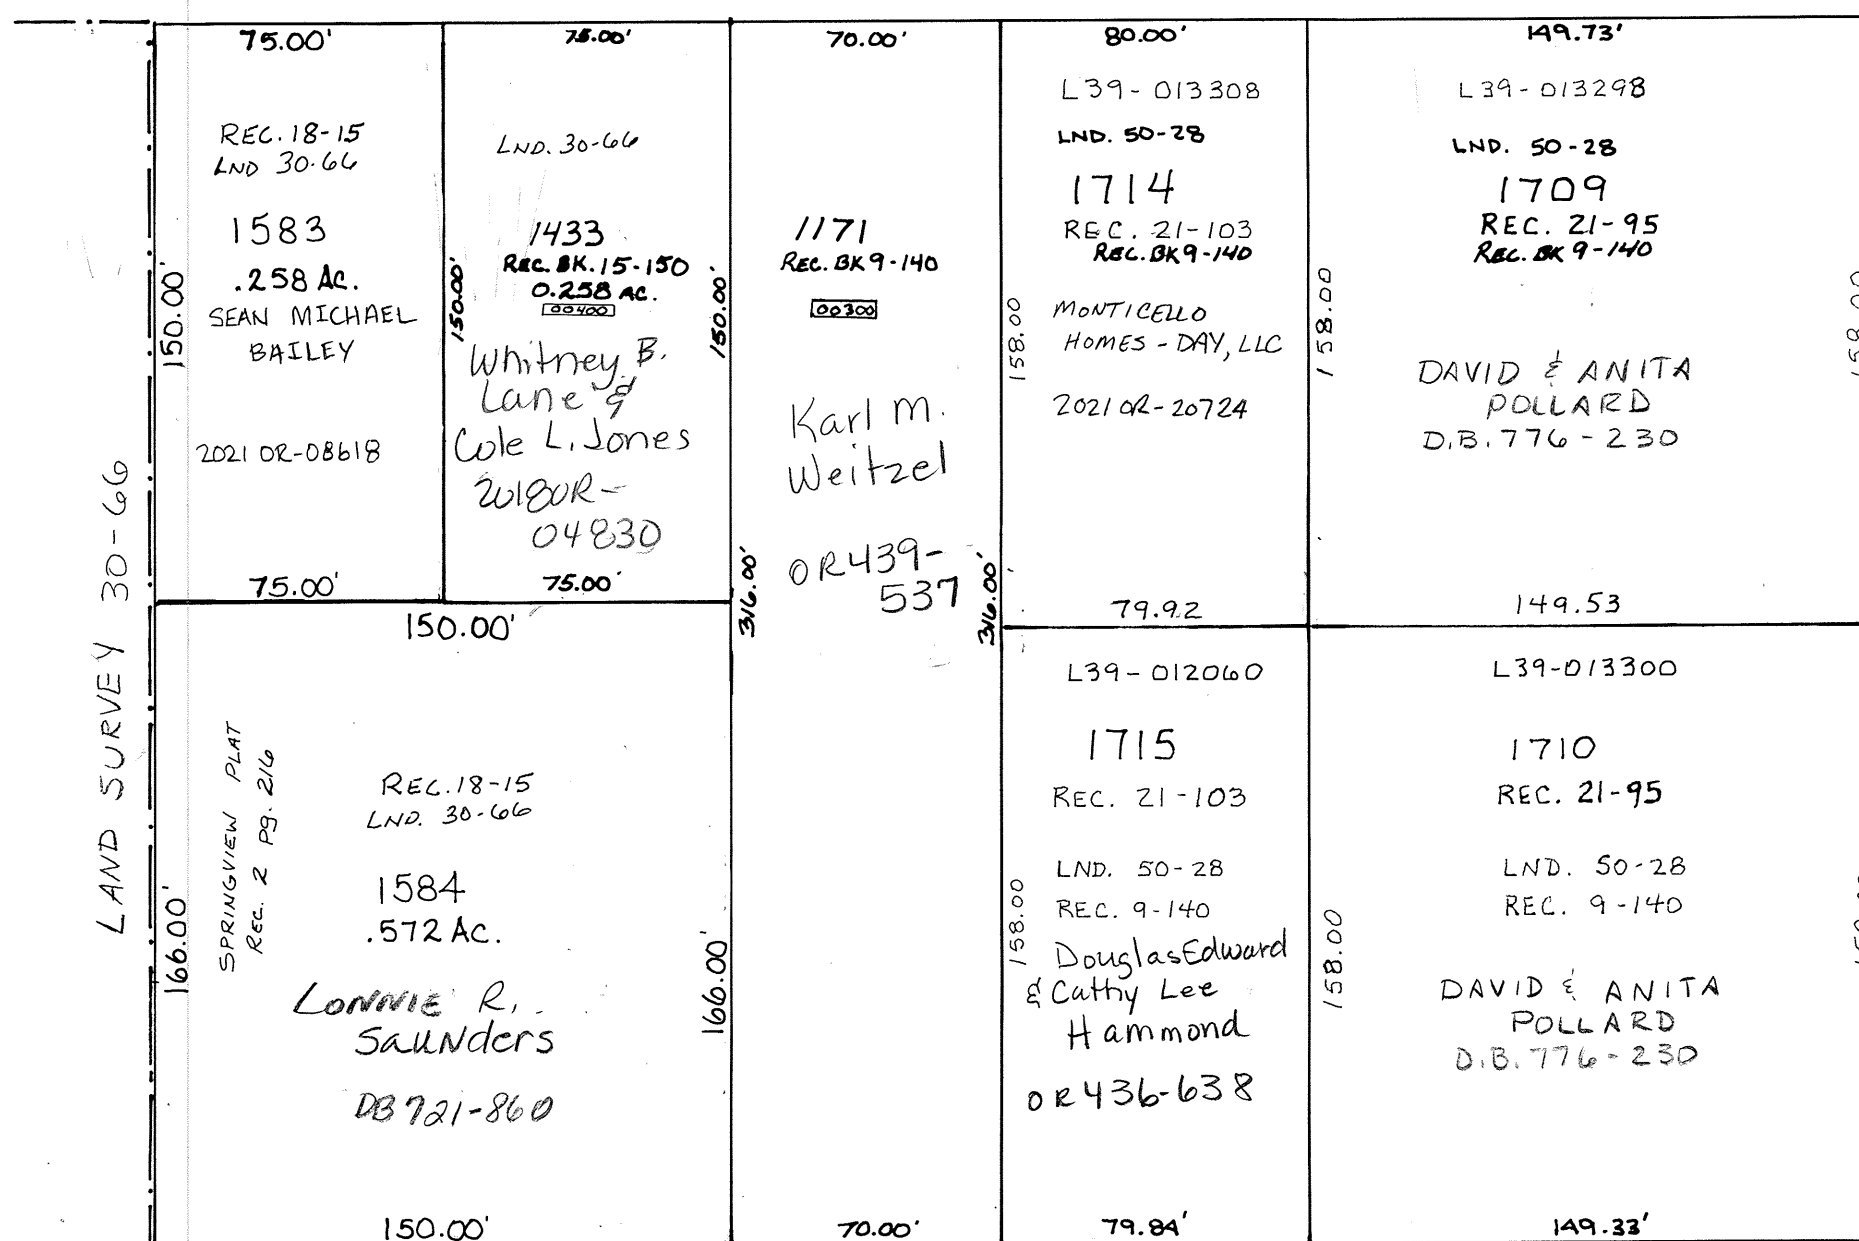 LAND SURVEY 30-66
75.00'
REC. 18-15
LND 30-66
1583
.258 AC.
SEAN MICHAEL
BAILEY
150.00'
2021 OR-08618
75.00'
75.00'
LND. 30-66
1433
REC. BK. 15-150
0.258 AC.
00400
150.00'
150.00'
Whitney B.
Lane &
Cole L. Jones
2018OR-
04830
75.00'
70.00'
1171
REC. BK 9-140
00300
Karl M.
Weitzel
OR439-
537
316.00'
316.00'
70.00'
80.00'
L39-013308
LND. 50-28
1714
REC. 21-103
REC. BK 9-140
158.00
MONTICELLO
HOMES - DAY, LLC
2021 OR-20724
79.92
149.73'
L39-013298
LND. 50-28
1709
REC. 21-95
REC. BK 9-140
158.00
158.00
DAVID & ANITA
POLLARD
D.B. 776-230
149.53
150.00'
SPRINGVIEW PLAT
REC. 2 Pg. 216
REC. 18-15
LND. 30-66
1584
.572 AC.
166.00'
166.00'
LONNIE R.
Saunders
DB 721-860
150.00'
L39-012060
1715
REC. 21-103
LND. 50-28
REC. 9-140
158.00
Douglas Edward
& Cathy Lee
Hammond
OR 436-638
79.84'
L39-013300
1710
REC. 21-95
LND. 50-28
REC. 9-140
158.00
DAVID & ANITA
POLLARD
D.B. 776-230
149.33'